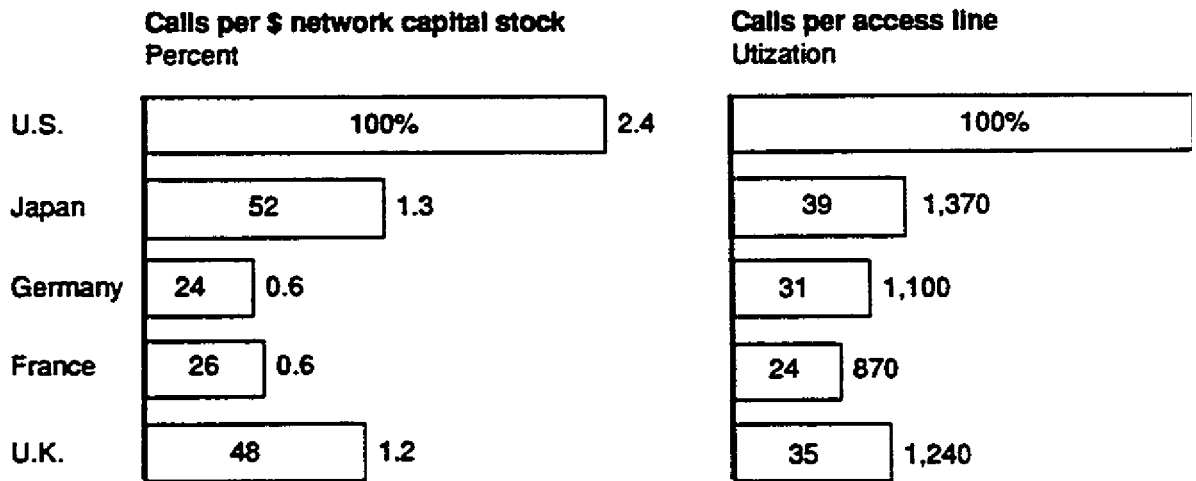 Calls per $ network capital stock
Percent
U.S. 100% 2.4
Japan 52 1.3
Germany 24 0.6
France 26 0.6
U.K. 48 1.2
Calls per access line
Utization
100%
39 1,370
31 1,100
24 870
35 1,240